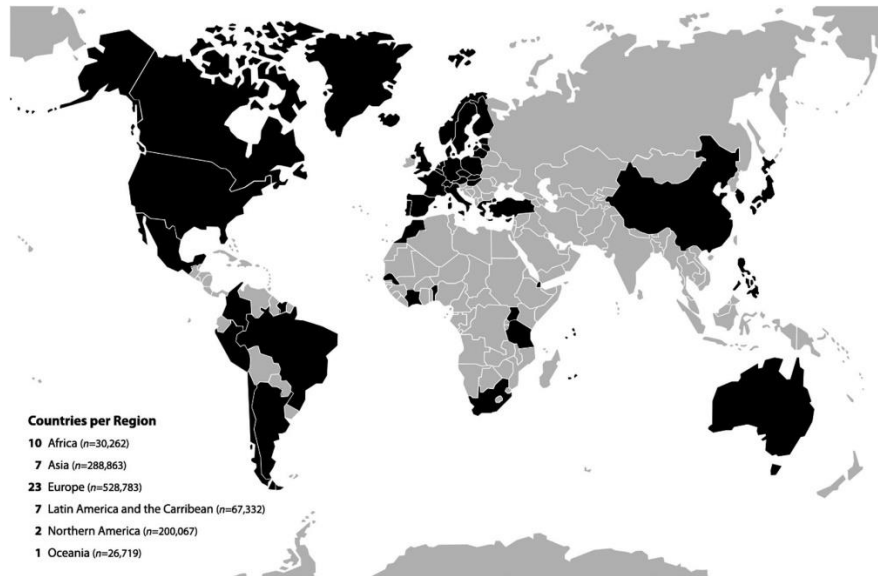 Countries per Region
10 Africa (n=30,262)
7 Asia (n=288,863)
23 Europe (n=528,783)
7 Latin America and the Carribean (n=67,332)
2 Northern America (n=200,067)
1 Oceania (n=26,719)